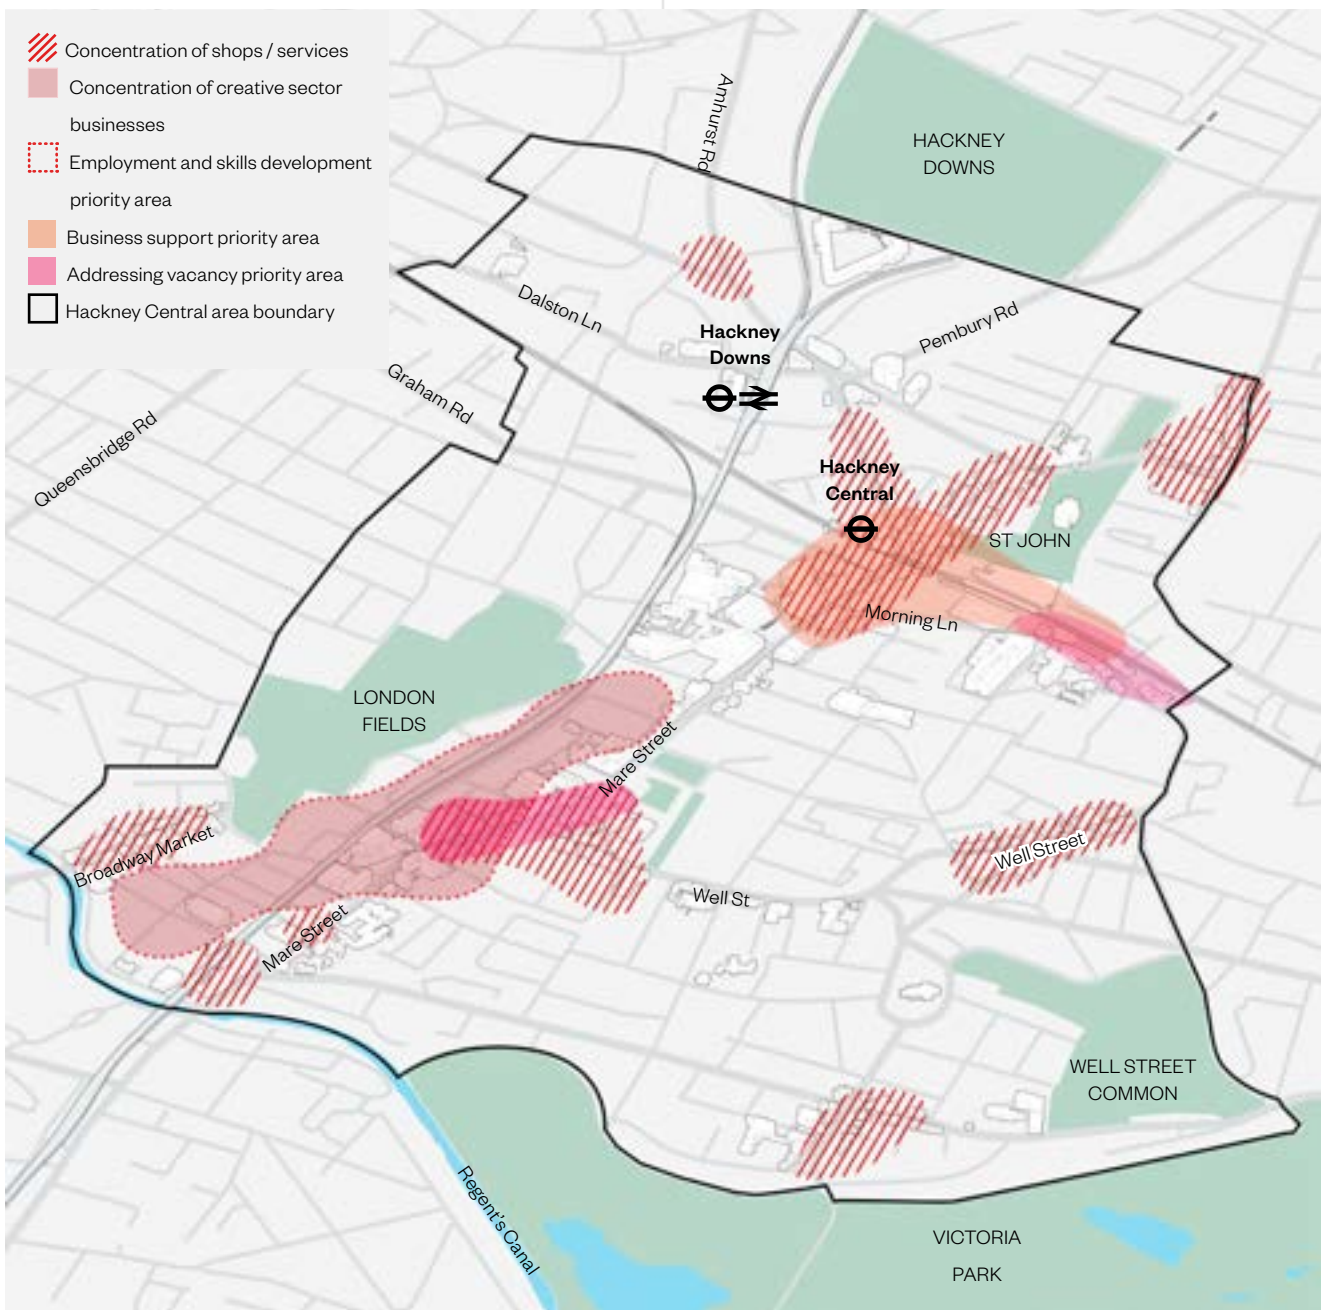 Concentration of shops / services
Concentration of creative sector
businesses
Employment and skills development
priority area
Business support priority area
Addressing vacancy priority area
Hackney Central area boundary
Amhurst Rd
HACKNEY
DOWNS
Dalston Ln
Hackney
Downs
Pembury Rd
Graham Rd
Queensbridge Rd
Hackney
Central
ST JOHN
Morning Ln
LONDON
FIELDS
Mare Street
Broadway Market
Well Street
Well St
Mare Street
WELL STREET
COMMON
Regent's Canal
VICTORIA
PARK